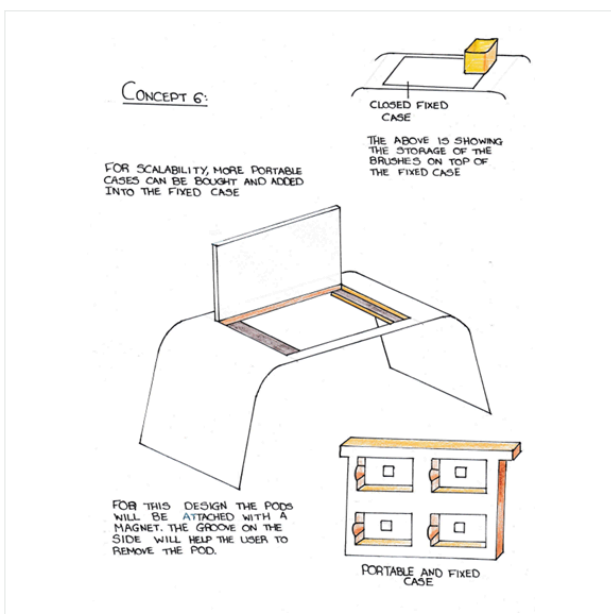 CONCEPT 6:
CLOSED FIXED
CASE
THE ABOVE IS SHOWING
THE STORAGE OF THE
BRUSHES ON TOP OF
THE FIXED CASE
FOR SCALABILITY, MORE PORTABLE
CASES CAN BE BOUGHT AND ADDED
INTO THE FIXED CASE
FOR THIS DESIGN THE PODS
WILL BE ATTACHED WITH A
MAGNET. THE GROOVE ON THE
SIDE WILL HELP THE USER TO
REMOVE THE POD.
PORTABLE AND FIXED
CASE